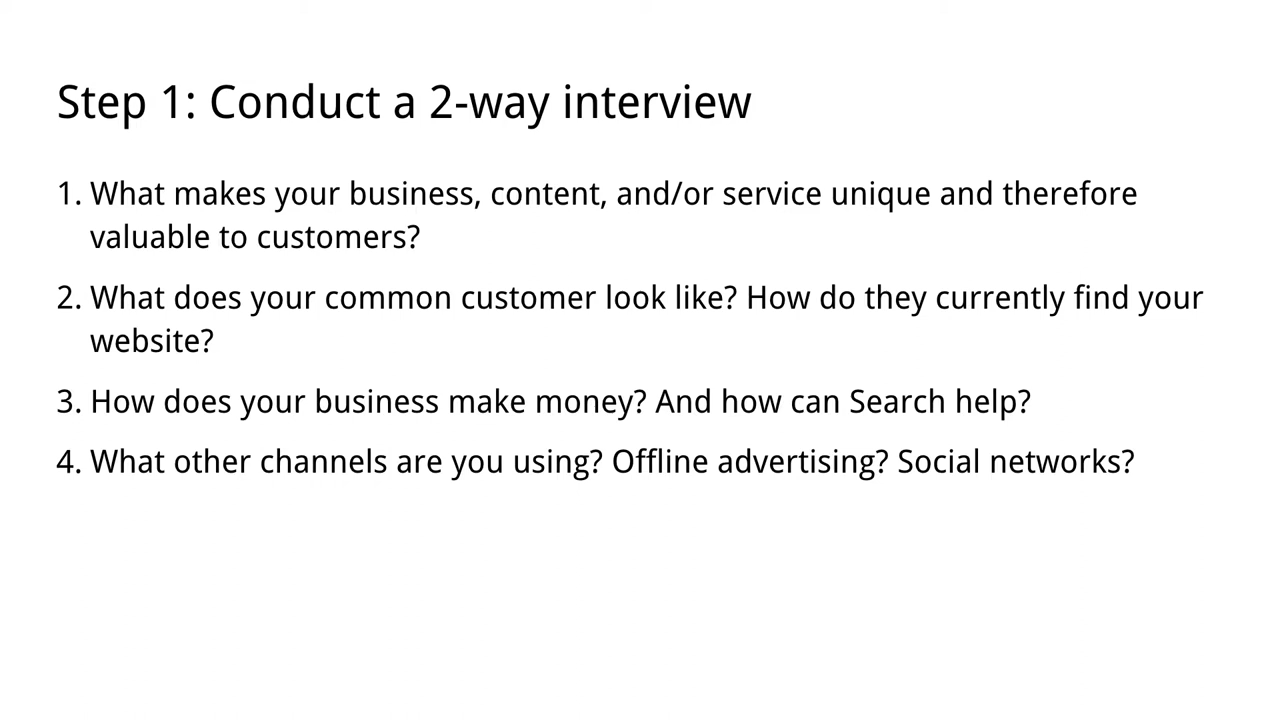 Step 1: Conduct a 2-way interview
1. What makes your business, content, and/or service unique and therefore
valuable to customers?
2. What does your common customer look like? How do they currently find your
website?
3. How does your business make money? And how can Search help?
4. What other channels are you using? Offline advertising? Social networks?